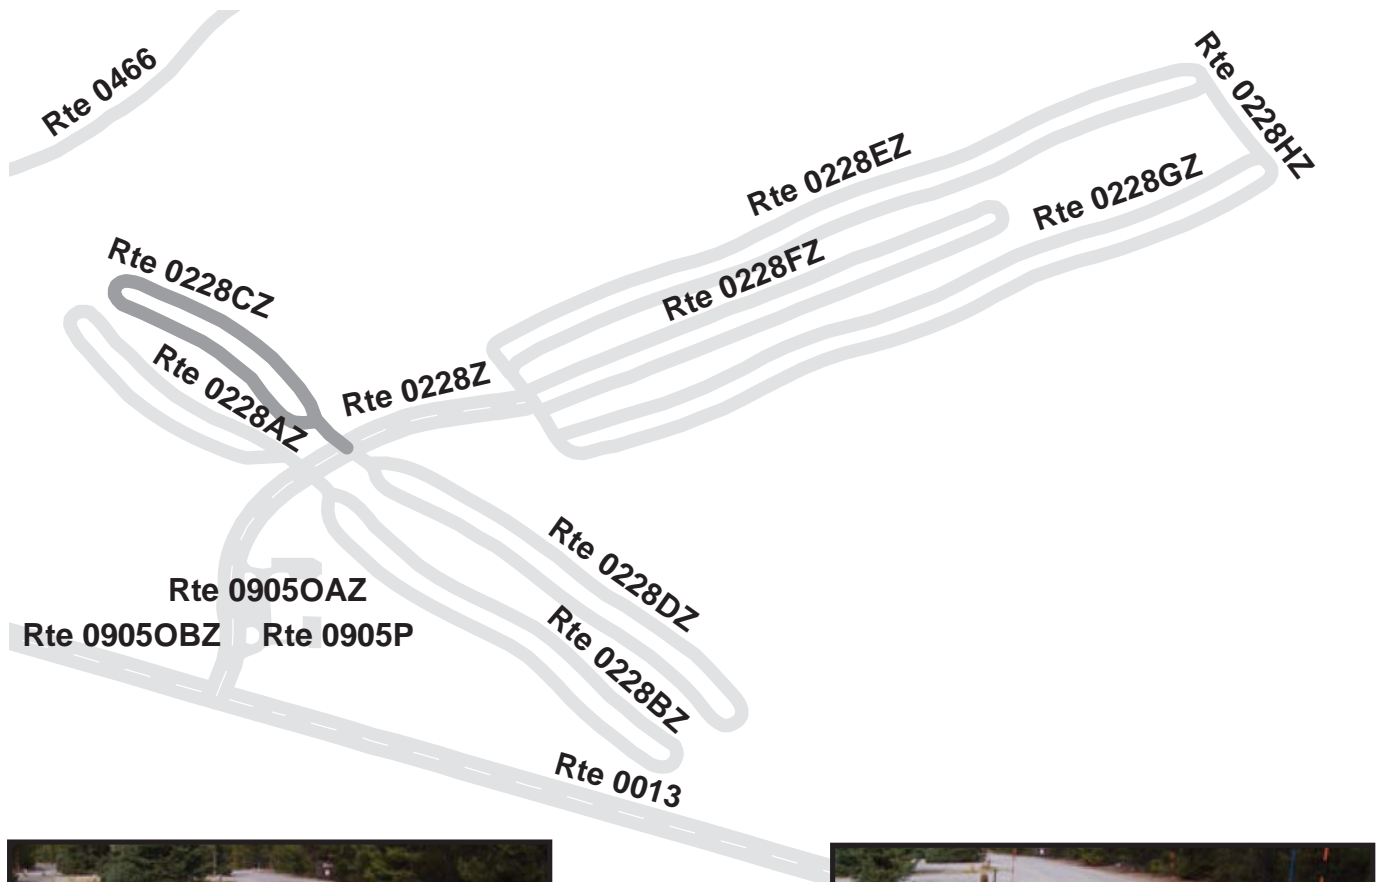 Rte 0466
Rte 0228HZ
Rte 0228EZ
Rte 0228GZ
Rte 0228CZ
Rte 0228FZ
Rte 0228AZ
Rte 0228Z
Rte 0228DZ
Rte 0905OAZ
Rte 0905OBZ
Rte 0905P
Rte 0228BZ
Rte 0013